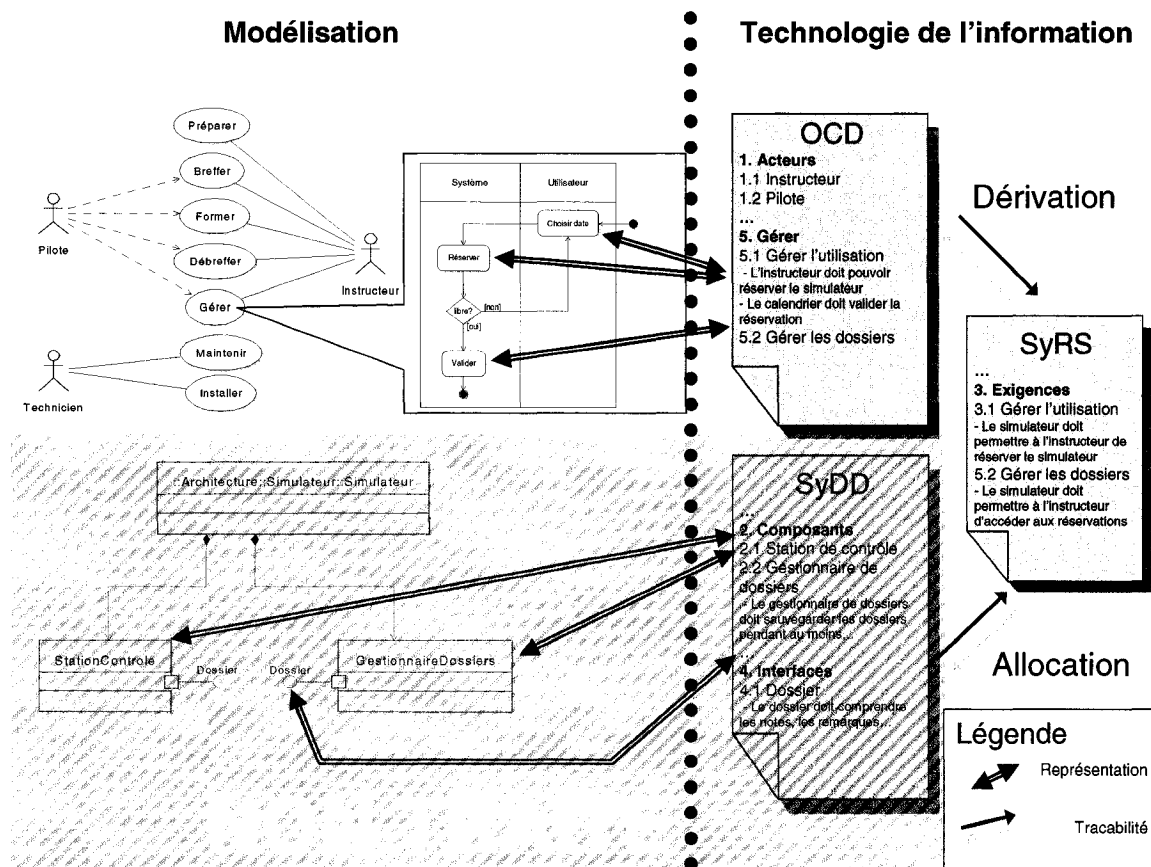 Modélisation
Technologie de l'information
Préparer
Breffer
Former
Débreffer
Gérer
Maintenir
Installer
Pilote
Instructeur
Technicien
Système
Utilisateur
Choisir date
Réserver
libre?
[non]
[oui]
Valider
OCD
1. Acteurs
1.1 Instructeur
1.2 Pilote
...
5. Gérer
5.1 Gérer l'utilisation
- L'instructeur doit pouvoir
réserver le simulateur
- Le calendrier doit valider la
réservation
5.2 Gérer les dossiers
Dérivation
SyRS
...
3. Exigences
3.1 Gérer l'utilisation
- Le simulateur doit
permettre à l'instructeur de
réserver le simulateur
5.2 Gérer les dossiers
- Le simulateur doit
permettre à l'instructeur
d'accéder aux réservations
::Architecture::Simulateur::Simulateur
StationControle
Dossier
Dossier
GestionnaireDossiers
SyDD
...
2. Composants
2.1 Station de contrôle
2.2 Gestionnaire de
dossiers
- Le gestionnaire de dossiers
doit sauvegarder les dossiers
pendant au moins...
...
4. Interfaces
4.1 Dossier
- Le dossier doit comprendre
les notes, les remarques...
Allocation
Légende
Représentation
Tracabilité